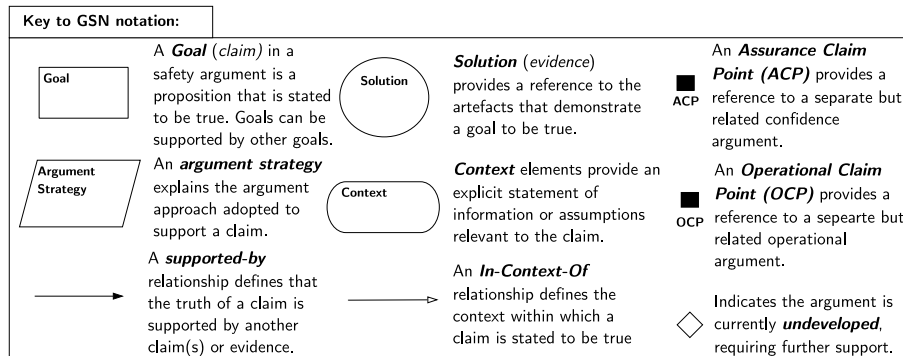 Key to GSN notation:
Goal
A Goal (claim) in a
safety argument is a
proposition that is stated
to be true. Goals can be
supported by other goals.
Solution
Solution (evidence)
provides a reference to the
artefacts that demonstrate
a goal to be true.
ACP
An Assurance Claim
Point (ACP) provides a
reference to a separate but
related confidence
argument.
Argument
Strategy
An argument strategy
explains the argument
approach adopted to
support a claim.
Context
Context elements provide an
explicit statement of
information or assumptions
relevant to the claim.
OCP
An Operational Claim
Point (OCP) provides a
reference to a sepearte but
related operational
argument.
A supported-by
relationship defines that
the truth of a claim is
supported by another
claim(s) or evidence.
An In-Context-Of
relationship defines the
context within which a
claim is stated to be true
Indicates the argument is
currently undeveloped,
requiring further support.